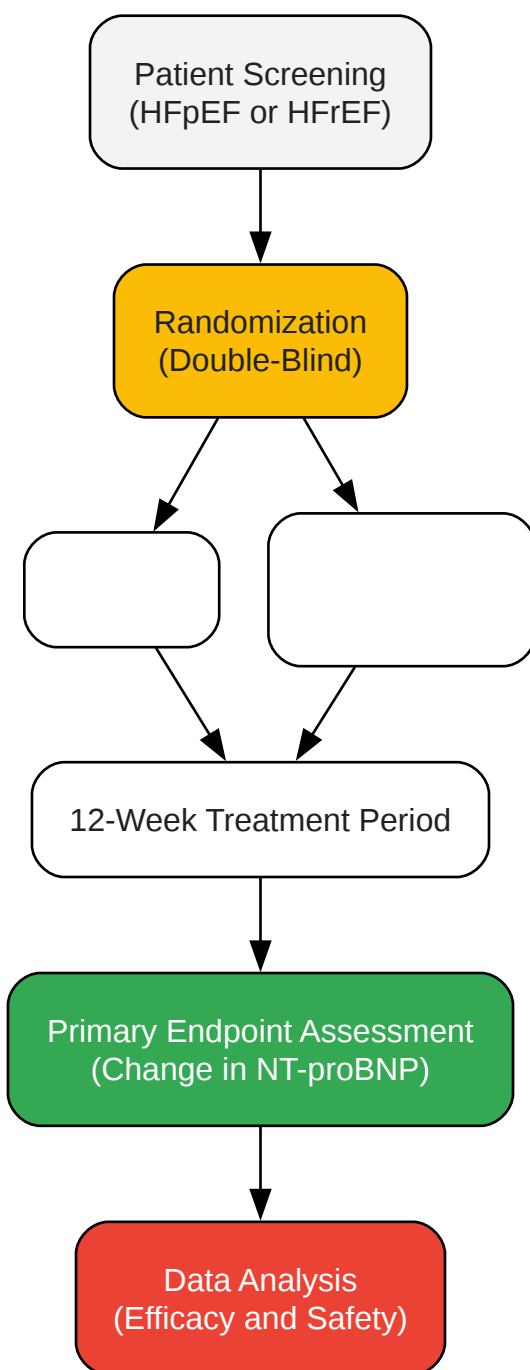 Patient Screening
(HFpEF or HFrEF)
Randomization
(Double-Blind)
12-Week Treatment Period
Primary Endpoint Assessment
(Change in NT-proBNP)
Data Analysis
(Efficacy and Safety)